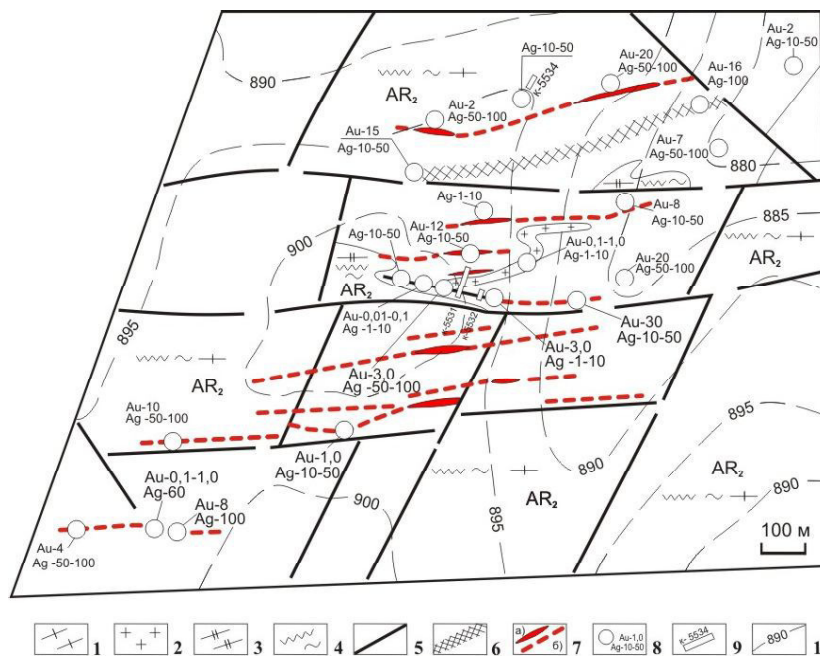 Au-2
Ag-10-50
Ag-10-50
к-5534
Au-20
Ag-50-100
Au-16
Ag-100
890
AR₂
Au-2
Ag-50-100
Au-15
Ag-10-50
Au-7
Ag-50-100
880
Ag-1-10
Au-8
Ag-10-50
885
900
Au-12
Ag-10-50
Ag-10-50
Au-0,1-1,0
Ag-1-10
AR₂
Au-20
Ag-50-100
AR₂
895
Au-0,01-0,1
Ag -1-10
к-5531
к-5532
Au-30
Ag-10-50
Au-3,0
Ag -1-10
AR₂
Au-3,0
Ag -50-100
Au-10
Ag -50-100
Au-1,0
Ag-10-50
895
890
890
AR₂
AR₂
Au-0,1-1,0
Ag-60
Au-8
Ag-100
900
895
Au-4
Ag -50-100
100 м
1
2
3
4
5
6
а)
б)
7
Au-1,0
Ag-10-50
8
к- 5534
9
890
1